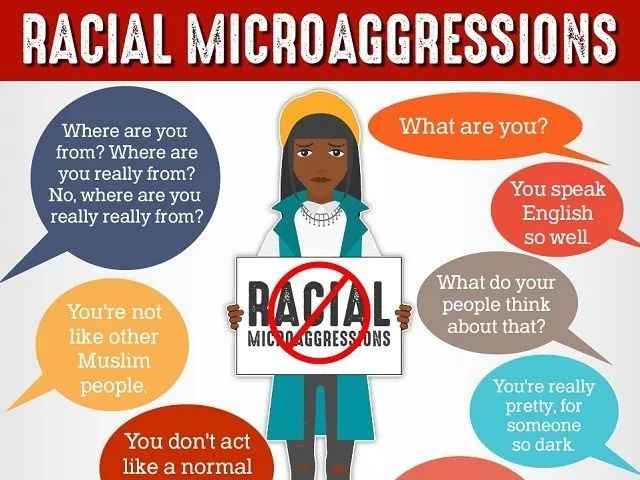 RACIAL MICROAGGRESSIONS
Where are you
from? Where are
you really from?
No, where are you
really really from?
What are you?
You speak
English
so well.
What do your
people think
about that?
You're not
like other
Muslim
people.
RACIAL
MICROAGGRESSIONS
You're really
pretty, for
someone
so dark.
You don't act
like a normal